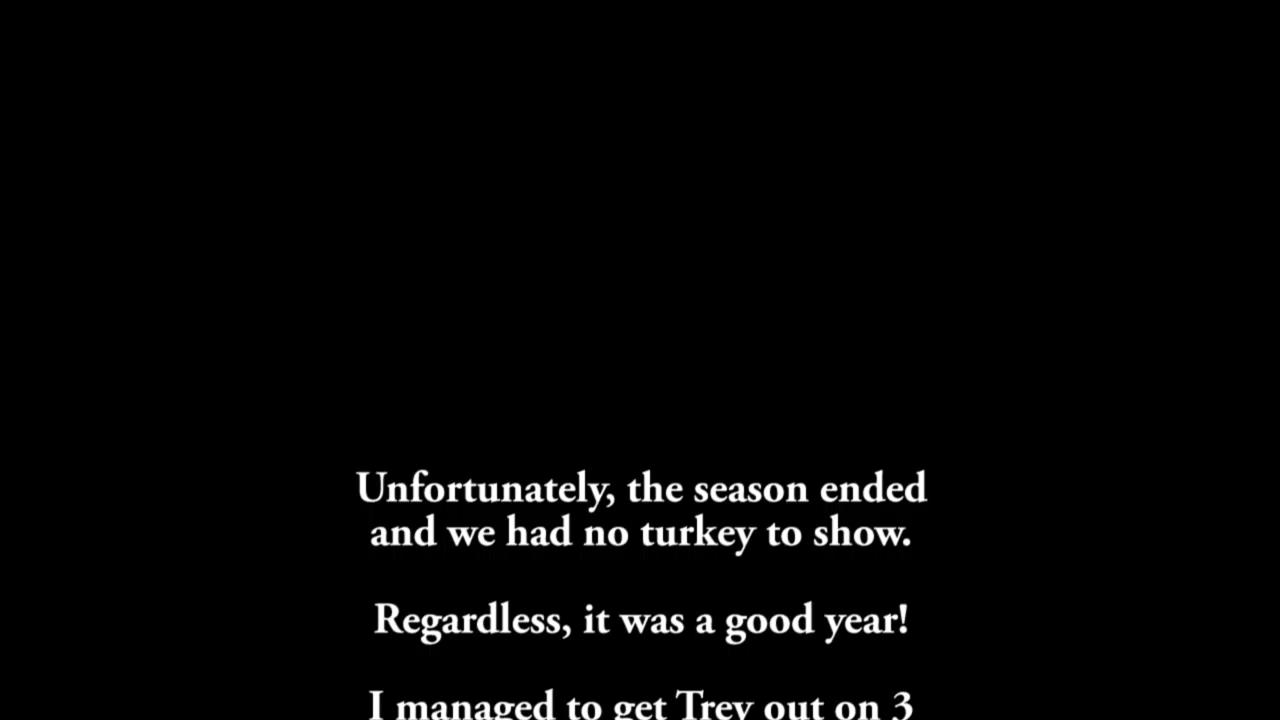 Unfortunately, the season ended
and we had no turkey to show.
Regardless, it was a good year!
I managed to get Trey out on 3